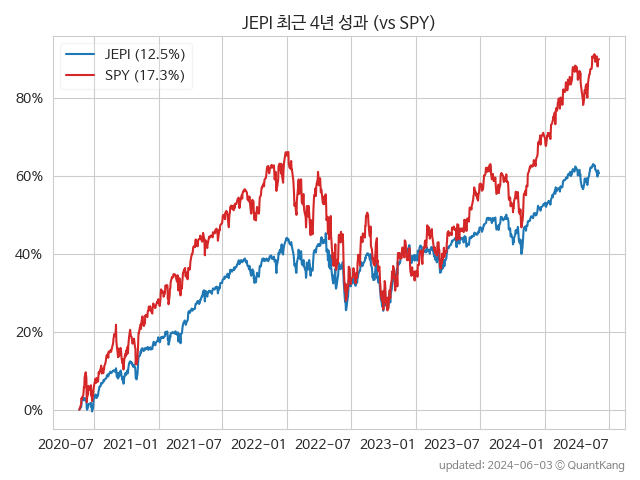 JEPI 최근 4년 성과 (vs SPY)
JEPI (12.5%)
SPY (17.3%)
80%
60%
40%
20%
0%
2020-07 2021-01 2021-07 2022-01 2022-07 2023-01 2023-07 2024-01 2024-07
updated: 2024-06-03 © QuantKang